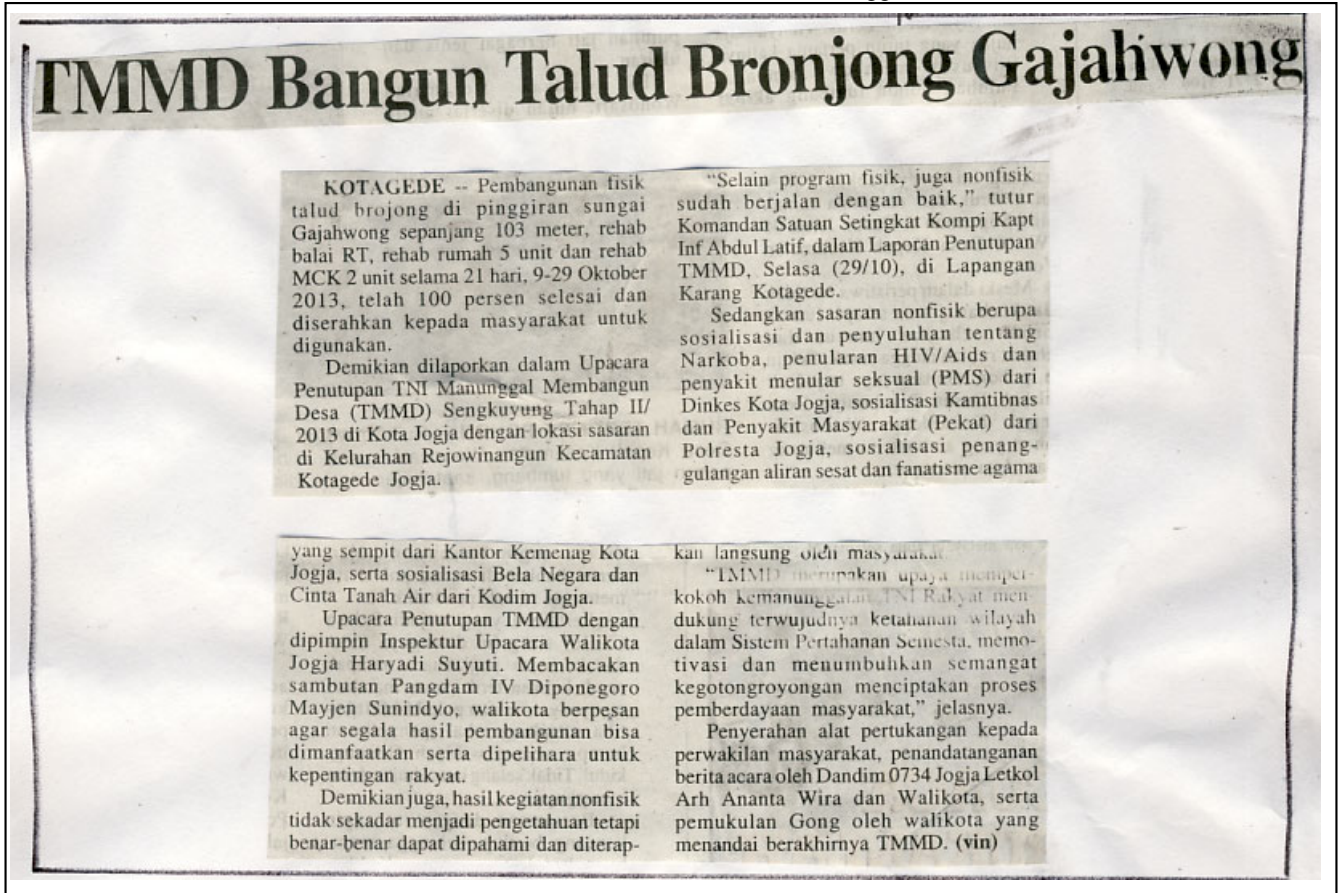 TMMD Bangun Talud Bronjong Gajahwong
KOTAGEDE -- Pembangunan fisik
talud brojong di pinggiran sungai
Gajahwong sepanjang 103 meter, rehab
balai RT, rehab rumah 5 unit dan rehab
MCK 2 unit selama 21 hari, 9-29 Oktober
2013, telah 100 persen selesai dan
diserahkan kepada masyarakat untuk
digunakan.
Demikian dilaporkan dalam Upacara
Penutupan TNI Manunggal Membangun
Desa (TMMD) Sengkuyung Tahap II/
2013 di Kota Jogja dengan lokasi sasaran
di Kelurahan Rejowinangun Kecamatan
Kotagede Jogja.
“Selain program fisik, juga nonfisik
sudah berjalan dengan baik,” tutur
Komandan Satuan Setingkat Kompi Kapt
Inf Abdul Latif, dalam Laporan Penutupan
TMMD, Selasa (29/10), di Lapangan
Karang Kotagede.
Sedangkan sasaran nonfisik berupa
sosialisasi dan penyuluhan tentang
Narkoba, penularan HIV/Aids dan
penyakit menular seksual (PMS) dari
Dinkes Kota Jogja, sosialisasi Kamtibnas
dan Penyakit Masyarakat (Pekat) dari
Polresta Jogja, sosialisasi penang-
gulangan aliran sesat dan fanatisme agama
yang sempit dari Kantor Kemenag Kota
Jogja, serta sosialisasi Bela Negara dan
Cinta Tanah Air dari Kodim Jogja.
Upacara Penutupan TMMD dengan
dipimpin Inspektur Upacara Walikota
Jogja Haryadi Suyuti. Membacakan
sambutan Pangdam IV Diponegoro
Mayjen Sunindyo, walikota berpesan
agar segala hasil pembangunan bisa
dimanfaatkan serta dipelihara untuk
kepentingan rakyat.
Demikian juga, hasil kegiatan nonfisik
tidak sekadar menjadi pengetahuan tetapi
benar-benar dapat dipahami dan diterap-
kan langsung oleh masyarakat.
“TMMD merupakan upaya memper-
kokoh kemanunggalan TNI Rakyat men-
dukung terwujudnya ketahanan wilayah
dalam Sistem Pertahanan Semesta, memo-
tivasi dan menumbuhkan semangat
kegotongroyongan menciptakan proses
pemberdayaan masyarakat,” jelasnya.
Penyerahan alat pertukangan kepada
perwakilan masyarakat, penandatanganan
berita acara oleh Dandim 0734 Jogja Letkol
Arh Ananta Wira dan Walikota, serta
pemukulan Gong oleh walikota yang
menandai berakhirnya TMMD. (vin)